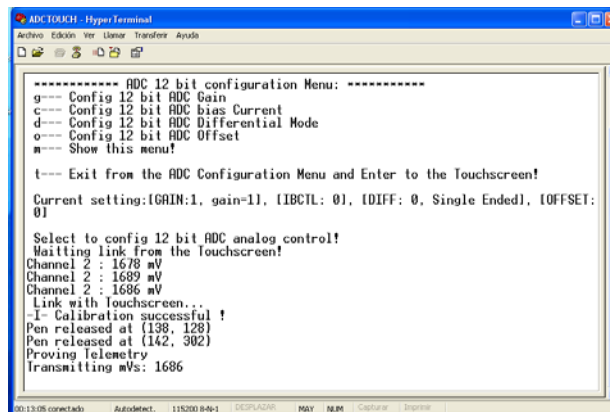 ADCTOUCH - HyperTerminal
Archivo Edición Ver Llamar Transferir Ayuda
------------ ADC 12 bit configuration Menu: -----------
g--- Config 12 bit ADC Gain
c--- Config 12 bit ADC bias Current
d--- Config 12 bit ADC Differential Mode
o--- Config 12 bit ADC Offset
m--- Show this menu!
t--- Exit from the ADC Configuration Menu and Enter to the Touchscreen!
Current setting:[GAIN:1, gain=1], [IBCTL: 0], [DIFF: 0, Single Ended], [OFFSET:
0]
Select to config 12 bit ADC analog control!
Waitting link from the Touchscreen!
Channel 2 : 1678 mV
Channel 2 : 1689 mV
Channel 2 : 1686 mV
Link with Touchscreen...
-I- Calibration successful !
Pen released at (138, 128)
Pen released at (142, 302)
Proving Telemetry
Transmitting mVs: 1686
00:13:05 conectado Autodetect. 115200 8-N-1 DESPLAZAR MAY NUM Capturar Imprimir